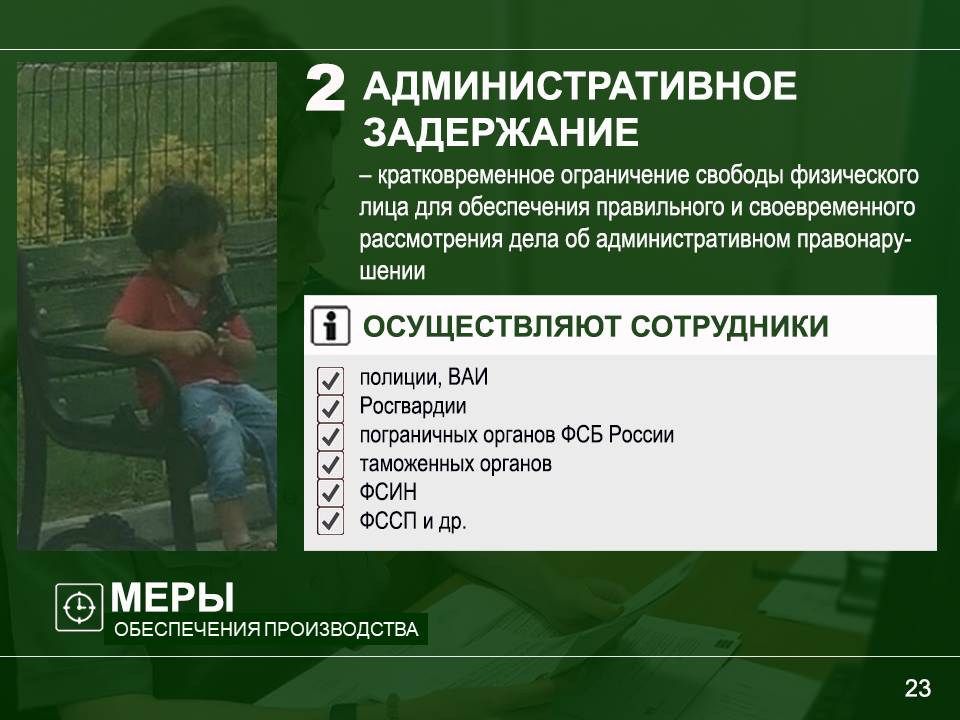 2 АДМИНИСТРАТИВНОЕ
ЗАДЕРЖАНИЕ
– кратковременное ограничение свободы физического
лица для обеспечения правильного и своевременного
рассмотрения дела об административном правонару-
шении
ОСУЩЕСТВЛЯЮТ СОТРУДНИКИ
полиции, ВАИ
Росгвардии
пограничных органов ФСБ России
таможенных органов
ФСИН
ФССП и др.
МЕРЫ
ОБЕСПЕЧЕНИЯ ПРОИЗВОДСТВА
23